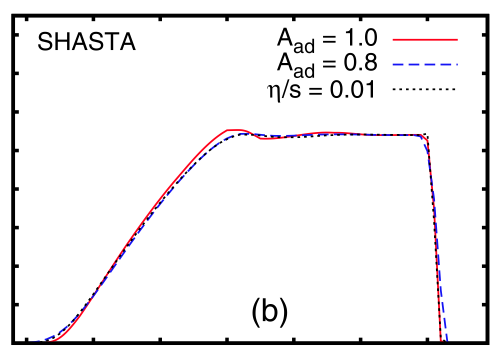 SHASTA
A_ad = 1.0
A_ad = 0.8
η/s = 0.01
(b)